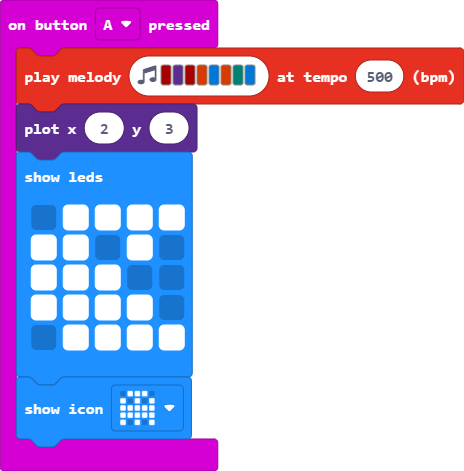 on button A pressed
play melody at tempo 500 (bpm)
plot x 2 y 3
show leds
show icon